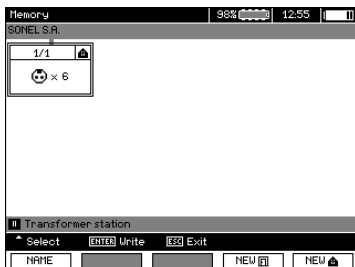 Memory 98% 12:55
SONEL S.A.
1/1
× 6
Transformer station
Select ENTER Write ESC Exit
NAME NEW NEW